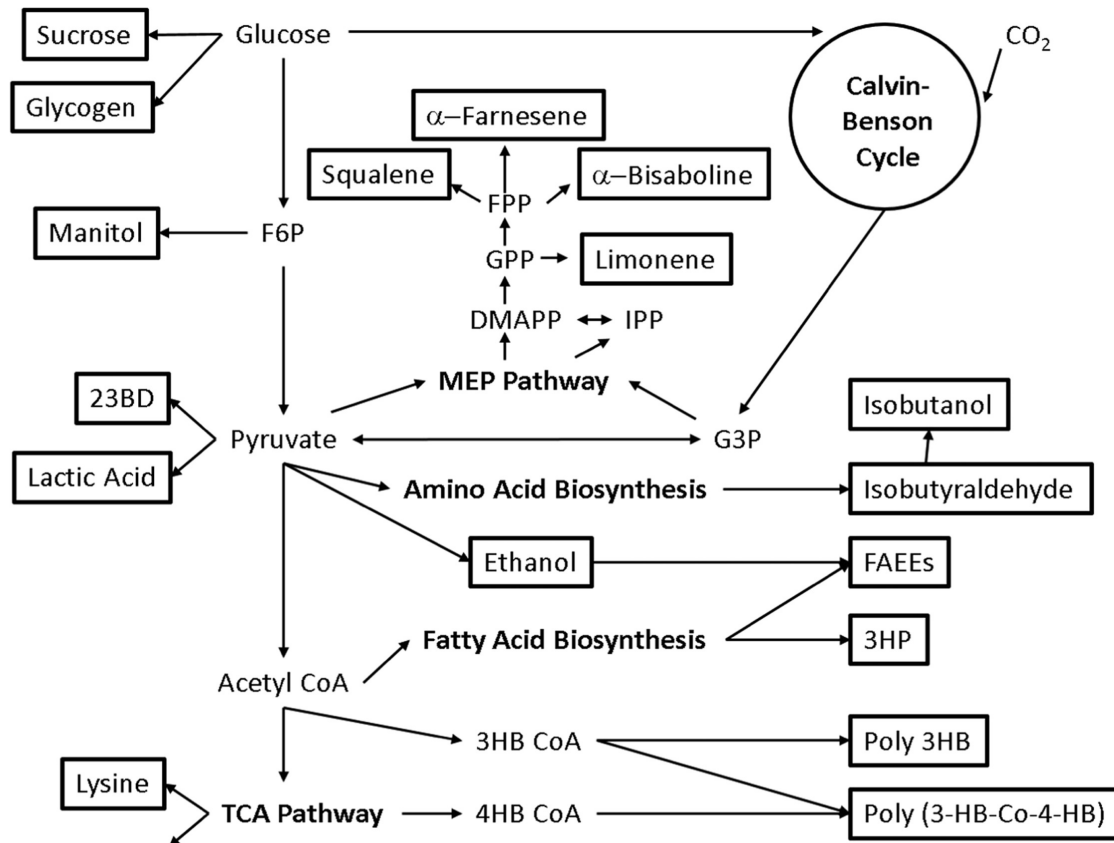 Sucrose
Glucose
CO₂
Glycogen
Calvin-
Benson
Cycle
α–Farnesene
Squalene
α–Bisaboline
FPP
Manitol
F6P
GPP
Limonene
DMAPP
IPP
MEP Pathway
23BD
Isobutanol
Pyruvate
G3P
Lactic Acid
Amino Acid Biosynthesis
Isobutyraldehyde
Ethanol
FAEEs
Fatty Acid Biosynthesis
3HP
Acetyl CoA
3HB CoA
Poly 3HB
Lysine
TCA Pathway
4HB CoA
Poly (3-HB-Co-4-HB)